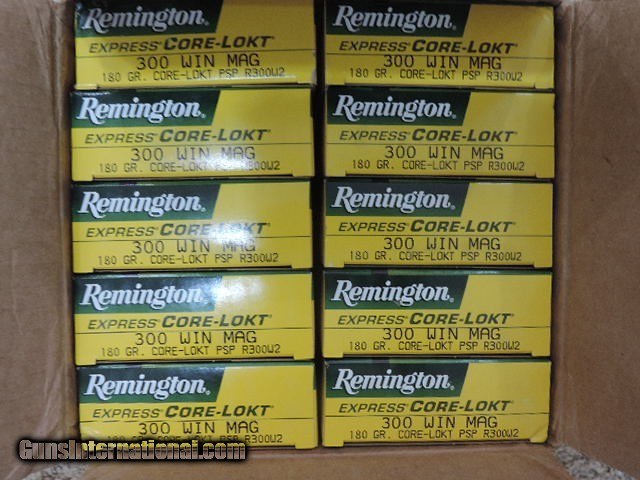 Remington.
EXPRESS® CORE-LOKT®
300 WIN MAG
180 GR. CORE-LOKT PSP R300W2
Remington.
EXPRESS® CORE-LOKT®
300 WIN MAG
180 GR. CORE-LOKT PSP R300W2
Remington.
EXPRESS® CORE-LOKT®
300 WIN MAG
180 GR. CORE-LOKT PSP R300W2
Remington.
EXPRESS® CORE-LOKT®
300 WIN MAG
180 GR. CORE-LOKT PSP R300W2
Remington.
EXPRESS® CORE-LOKT®
300 WIN MAG
180 GR. CORE-LOKT PSP R300W2
Remington.
EXPRESS® CORE-LOKT®
300 WIN MAG
180 GR. CORE-LOKT PSP R300W2
Remington.
EXPRESS® CORE-LOKT®
300 WIN MAG
180 GR. CORE-LOKT PSP R300W2
Remington.
EXPRESS® CORE-LOKT®
300 WIN MAG
180 GR. CORE-LOKT PSP R300W2
Remington.
EXPRESS® CORE-LOKT®
300 WIN MAG
180 GR. CORE-LOKT PSP R300W2
Remington.
EXPRESS® CORE-LOKT®
300 WIN MAG
180 GR. CORE-LOKT PSP R300W2
GunsInternational.com